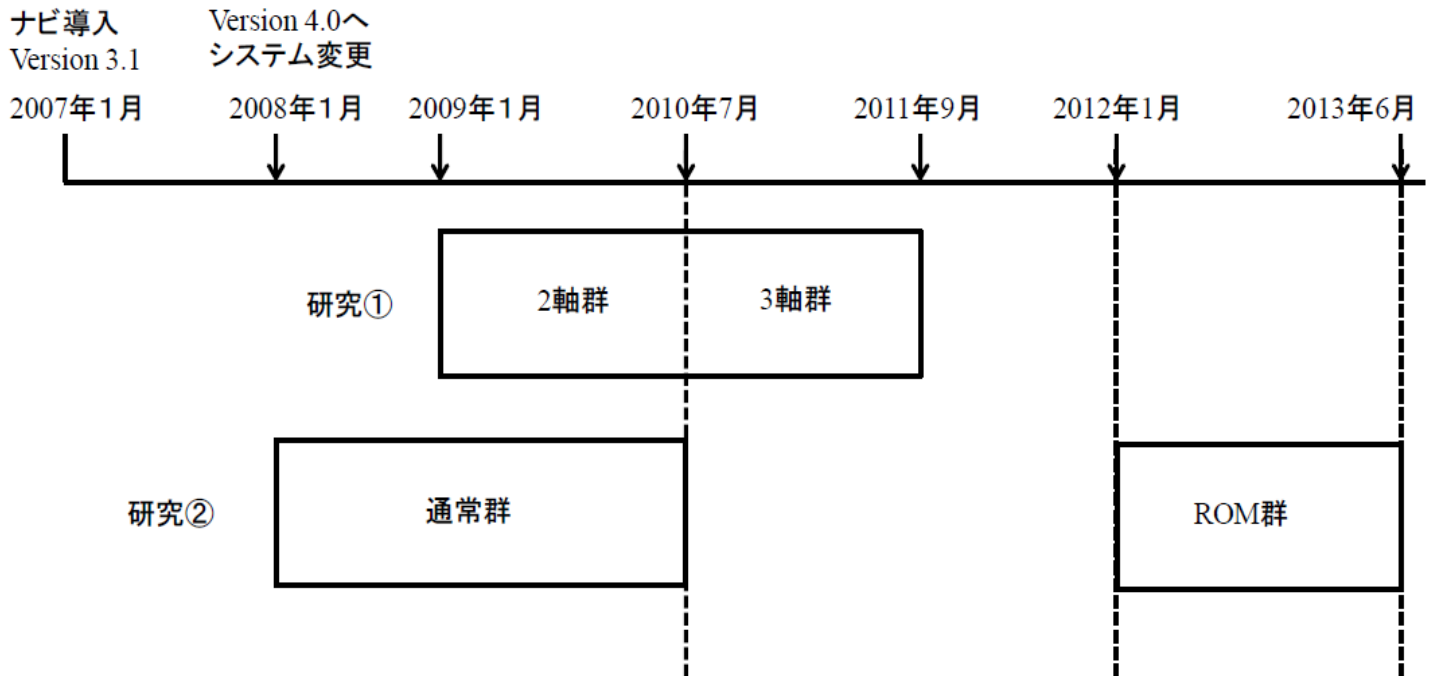 ナビ導入
Version 3.1
Version 4.0へ
システム変更
2007年１月
2008年１月
2009年１月
2010年7月
2011年9月
2012年1月
2013年6月
研究①
2軸群
3軸群
研究②
通常群
ROM群